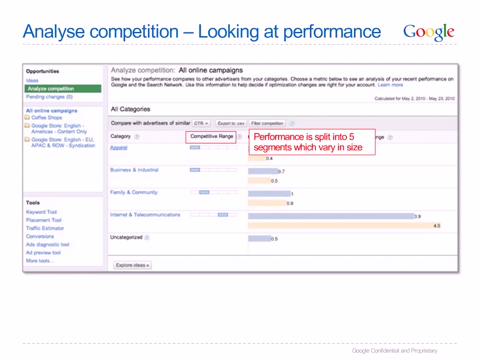 Analyse competition – Looking at performance
Google
Opportunities
Ideas
Analyze competition
Pending changes (0)
All online campaigns
Coffee Shops
Google Store: English -
Americas - Content Only
Google Store: English - EU,
APAC & ROW - Syndication
Tools
Keyword Tool
Placement Tool
Traffic Estimator
Conversions
Ads diagnostic tool
Ad preview tool
More tools...
Analyze competition: All online campaigns
See how your performance compares to other advertisers from your categories. Choose a metric below to see an analysis of your recent performance on
Google and the Search Network. Use this information to help decide if optimization changes are right for your account. Learn more
Calculated for May 2, 2010 - May 23, 2010
All Categories
Compare with advertisers of similar: CTR Export to .csv Filter competition
Category Competitive Range
Performance is split into 5
segments which vary in size
Apparel
0.4
Business & Industrial
0.7
0.5
Family & Community
1
0.9
Internet & Telecommunications
3.9
4.5
Uncategorized
0.5
Explore ideas »
Google Confidential and Proprietary